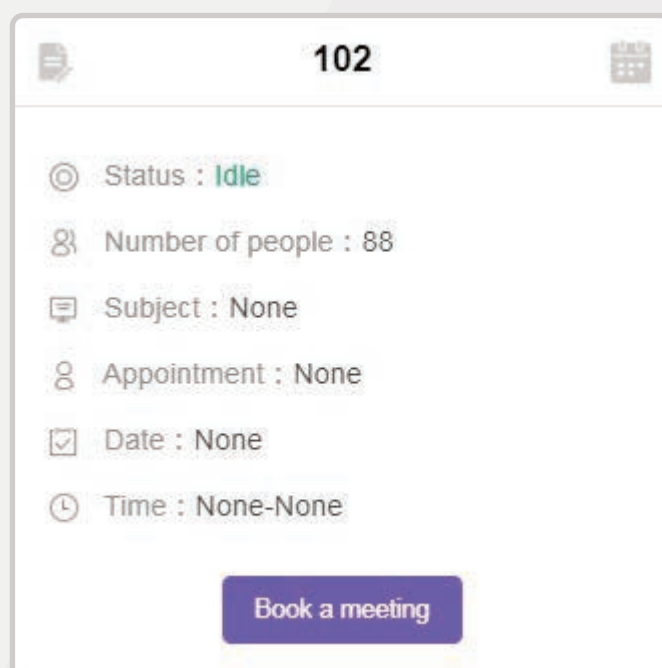 102
Status : Idle
Number of people : 88
Subject : None
Appointment : None
Date : None
Time : None-None
Book a meeting